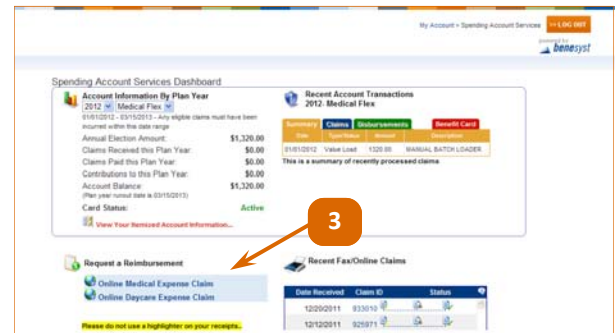 My Account > Spending Account Services >> LOG OUT
powered by
benesyst
Spending Account Services Dashboard
Account Information By Plan Year
2012 Medical Flex
01/01/2012 - 03/15/2013 - Any eligible claims must have been
incurred within this date range
Annual Election Amount: $1,320.00
Claims Received this Plan Year: $0.00
Claims Paid this Plan Year: $0.00
Contributions to this Plan Year: $0.00
Account Balance: $1,320.00
(Plan year runout date is 03/15/2013)
Card Status: Active
View Your Itemized Account Information...
Recent Account Transactions
2012- Medical Flex
Summary Claims Disbursements Benefit Card
Date Type/Status Amount Description
01/01/2012 Value Load 1320.00 MANUAL BATCH LOADER
This is a summary of recently processed claims
3
Request a Reimbursement
Online Medical Expense Claim
Online Daycare Expense Claim
Please do not use a highlighter on your receipts..
Recent Fax/Online Claims
Date Received Claim ID Status
12/20/2011 933010
12/12/2011 925971